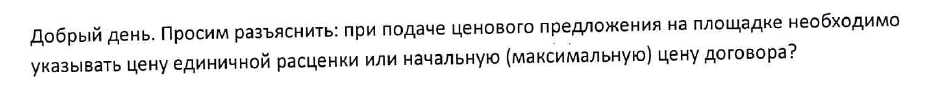 Добрый день. Просим разъяснить: при подаче ценового предложения на площадке необходимо
указывать цену единичной расценки или начальную (максимальную) цену договора?